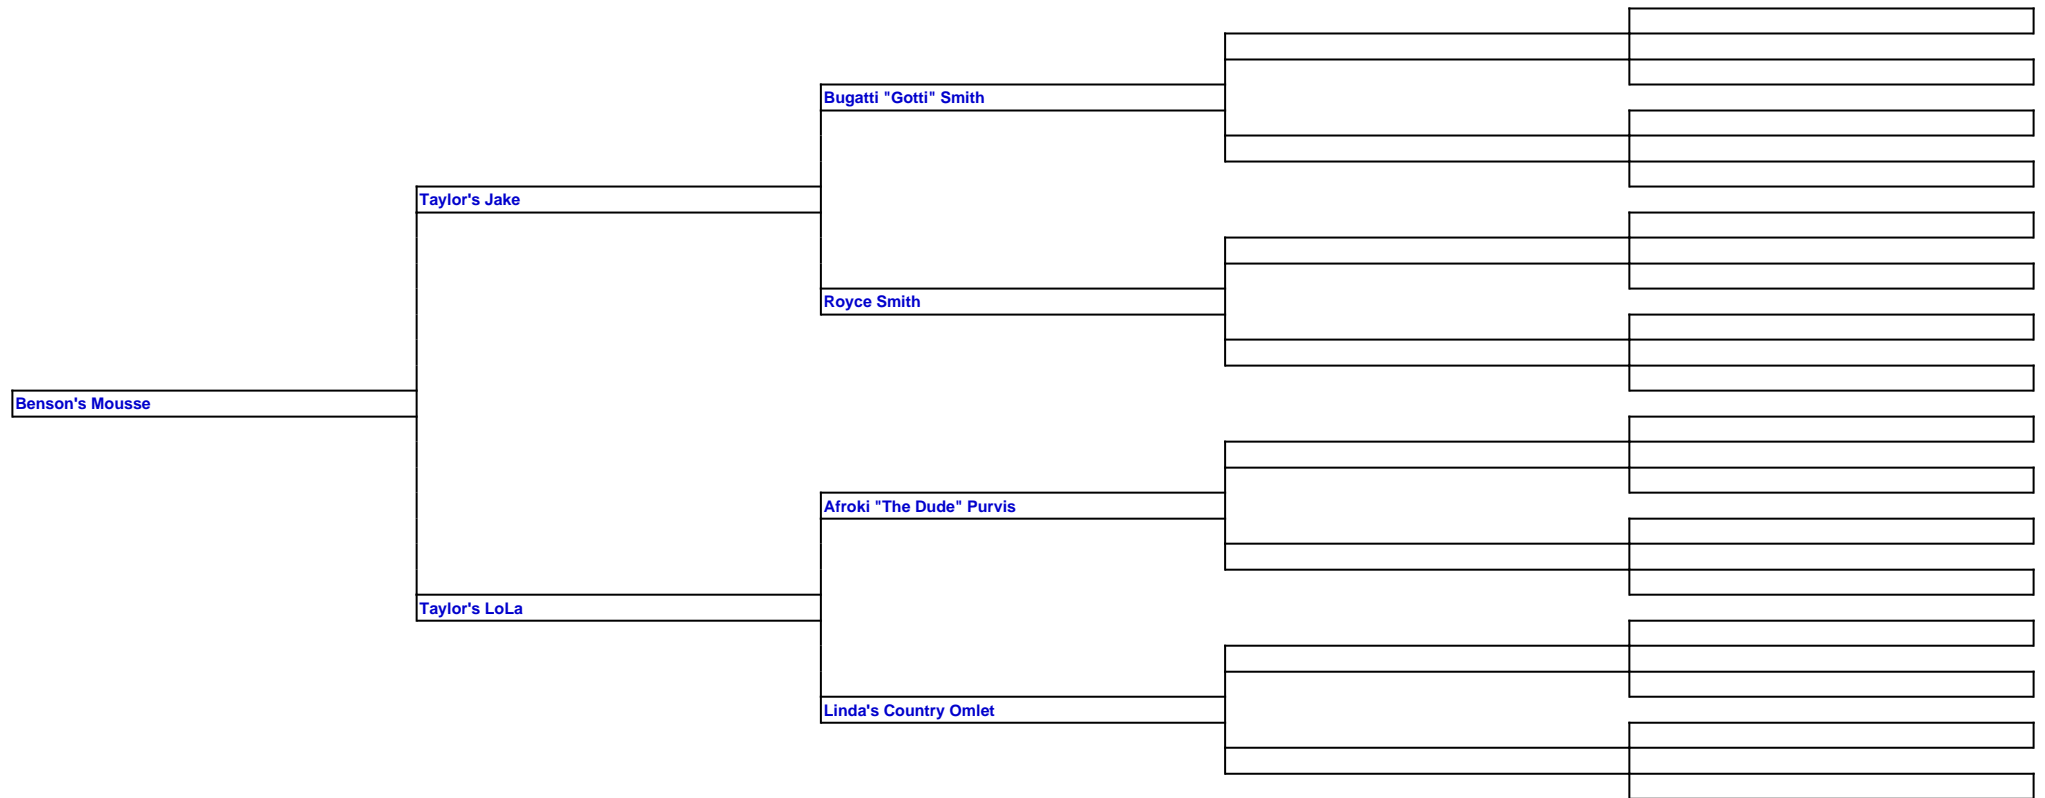 Bugatti "Gotti" Smith
Taylor's Jake
Royce Smith
Benson's Mousse
Afroki "The Dude" Purvis
Taylor's LoLa
Linda's Country Omlet